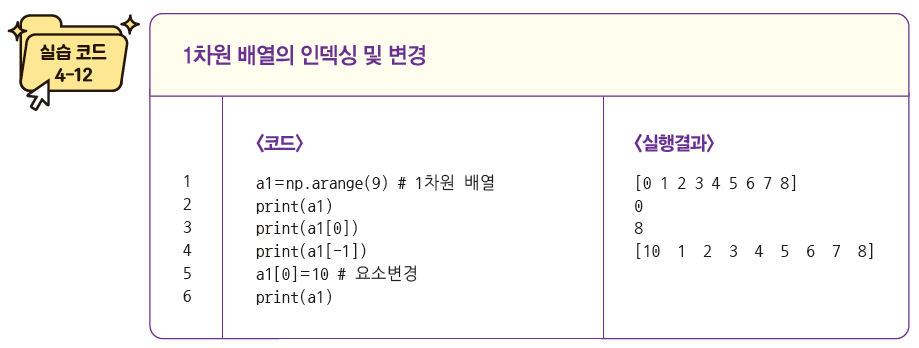 실습 코드
4-12
1차원 배열의 인덱싱 및 변경
<코드>
1 a1=np.arange(9) # 1차원 배열
2 print(a1)
3 print(a1[0])
4 print(a1[-1])
5 a1[0]=10 # 요소변경
6 print(a1)
<실행결과>
[0 1 2 3 4 5 6 7 8]
0
8
[10 1 2 3 4 5 6 7 8]